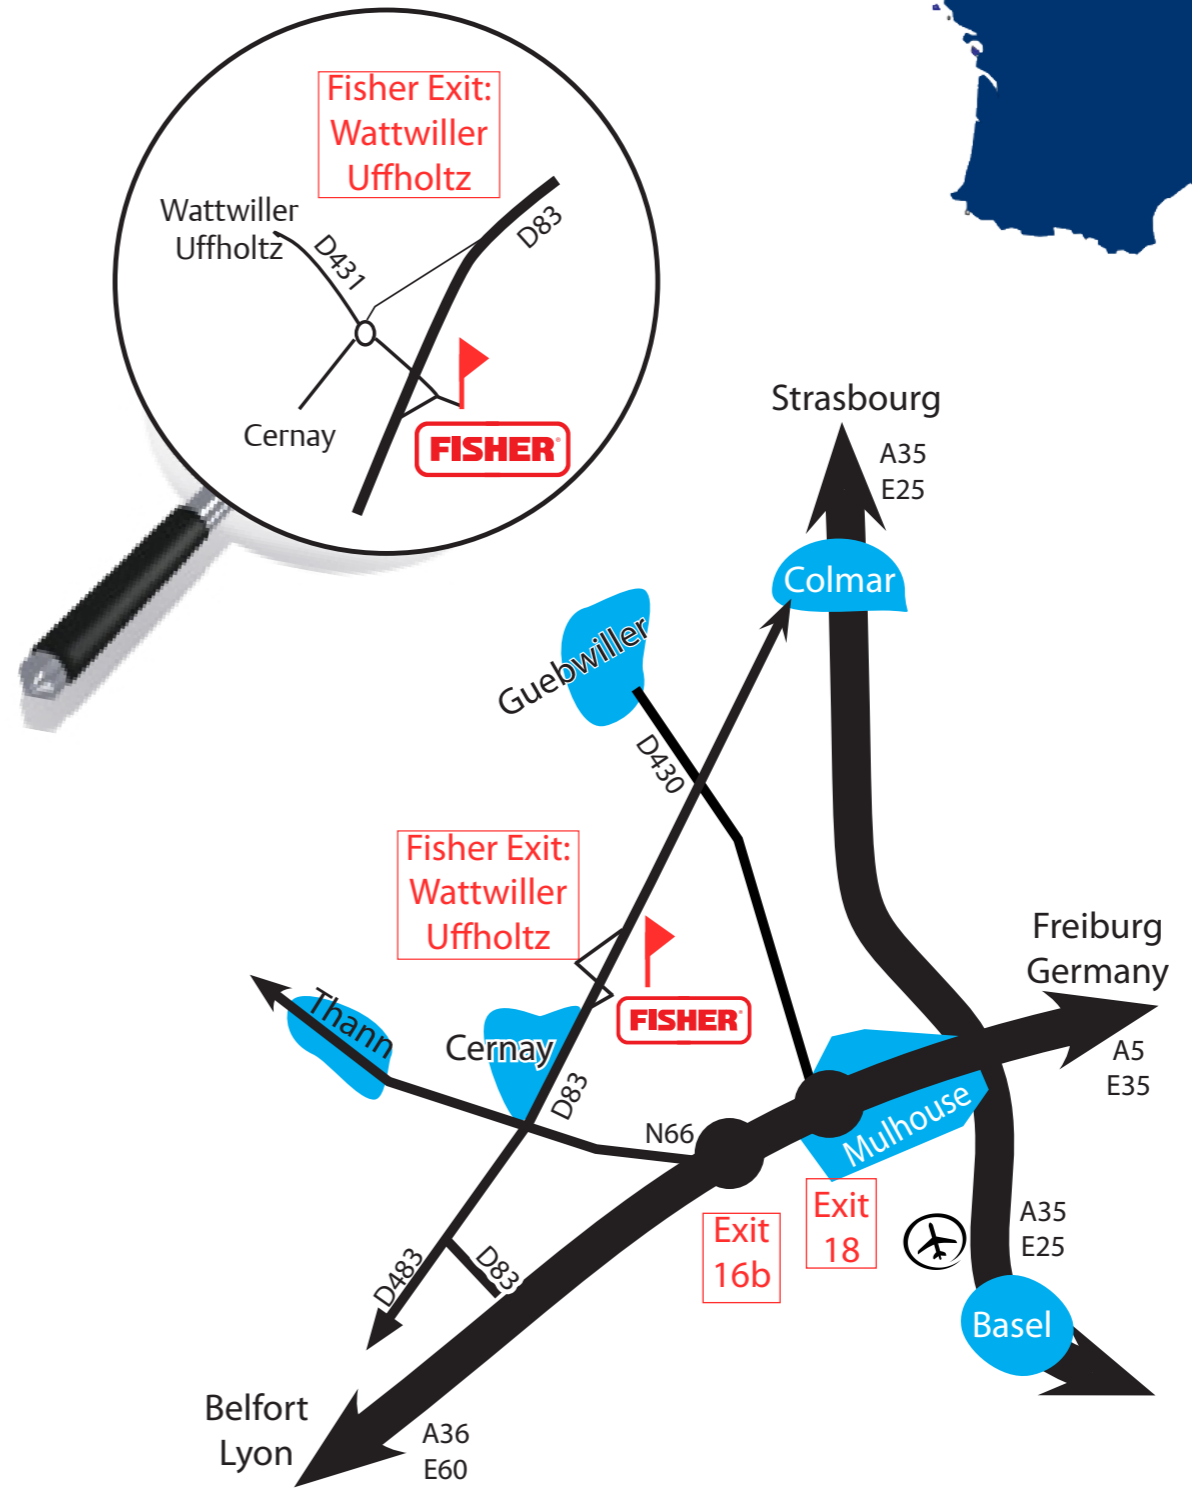 Fisher Exit:
Wattwiller
Uffholtz
Wattwiller
Uffholtz
D431
D83
Cernay
FISHER®
Strasbourg
A35
E25
Colmar
Guebwiller
D430
Fisher Exit:
Wattwiller
Uffholtz
Freiburg
Germany
FISHER®
Thann
Cernay
A5
E35
D83
N66
Mulhouse
Exit
18
Exit
16b
A35
E25
D483
D83
Basel
Belfort
Lyon
A36
E60